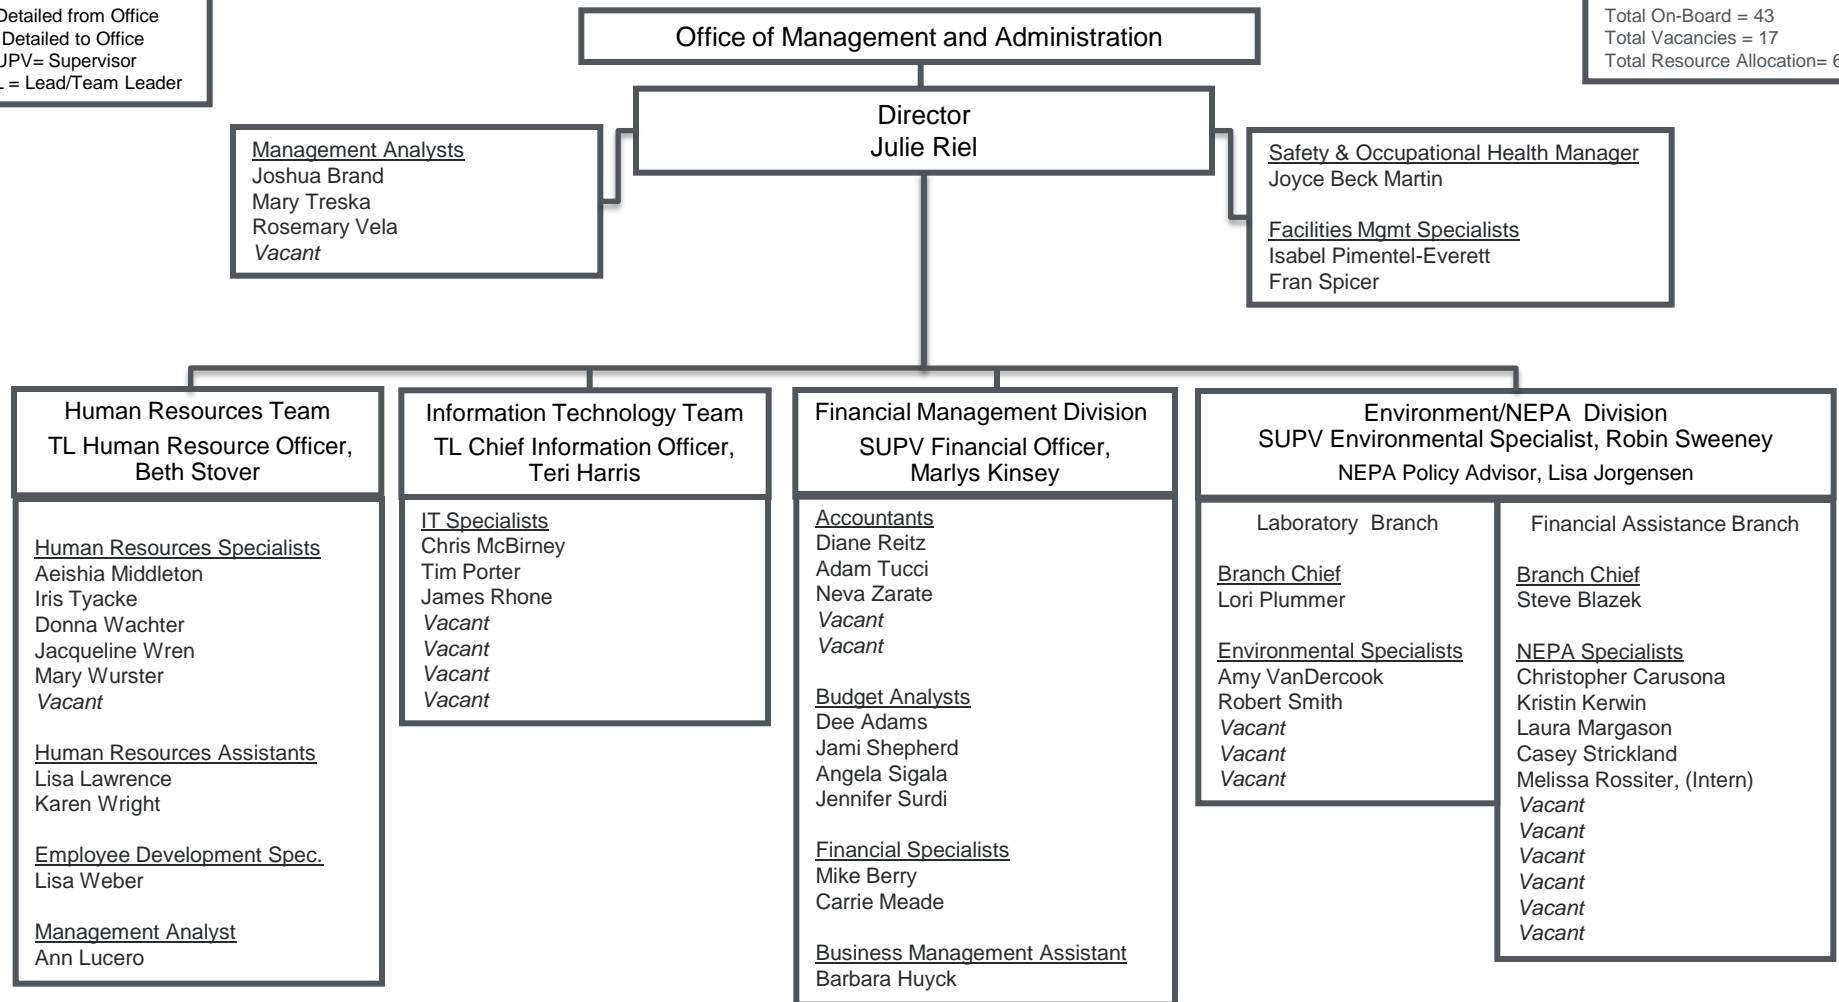 Detailed from Office
Detailed to Office
= Supervisor
= Lead/Team Leader
Office of Management and Administration
Total On-Board = 43
Total Vacancies = 17
Total Resource Allocation=
Director
Julie Riel
Management Analysts
Joshua Brand
Mary Treska
Rosemary Vela
Vacant
Safety & Occupational Health Manager
Joyce Beck Martin
Facilities Mgmt Specialists
Isabel Pimentel-Everett
Fran Spicer
Human Resources Team
TL Human Resource Officer,
Beth Stover
Human Resources Specialists
Aeishia Middleton
Iris Tyacke
Donna Wachter
Jacqueline Wren
Mary Wurster
Vacant
Human Resources Assistants
Lisa Lawrence
Karen Wright
Employee Development Spec.
Lisa Weber
Management Analyst
Ann Lucero
Information Technology Team
TL Chief Information Officer,
Teri Harris
IT Specialists
Chris McBirney
Tim Porter
James Rhone
Vacant
Vacant
Vacant
Vacant
Financial Management Division
SUPV Financial Officer,
Marlys Kinsey
Accountants
Diane Reitz
Adam Tucci
Neva Zarate
Vacant
Vacant
Budget Analysts
Dee Adams
Jami Shepherd
Angela Sigala
Jennifer Surdi
Financial Specialists
Mike Berry
Carrie Meade
Business Management Assistant
Barbara Huyck
Environment/NEPA Division
SUPV Environmental Specialist, Robin Sweeney
NEPA Policy Advisor, Lisa Jorgensen
Laboratory Branch
Branch Chief
Lori Plummer
Environmental Specialists
Amy VanDercook
Robert Smith
Vacant
Vacant
Vacant
Financial Assistance Branch
Branch Chief
Steve Blazek
NEPA Specialists
Christopher Carusona
Kristin Kerwin
Laura Margason
Casey Strickland
Melissa Rossiter, (Intern)
Vacant
Vacant
Vacant
Vacant
Vacant
Vacant